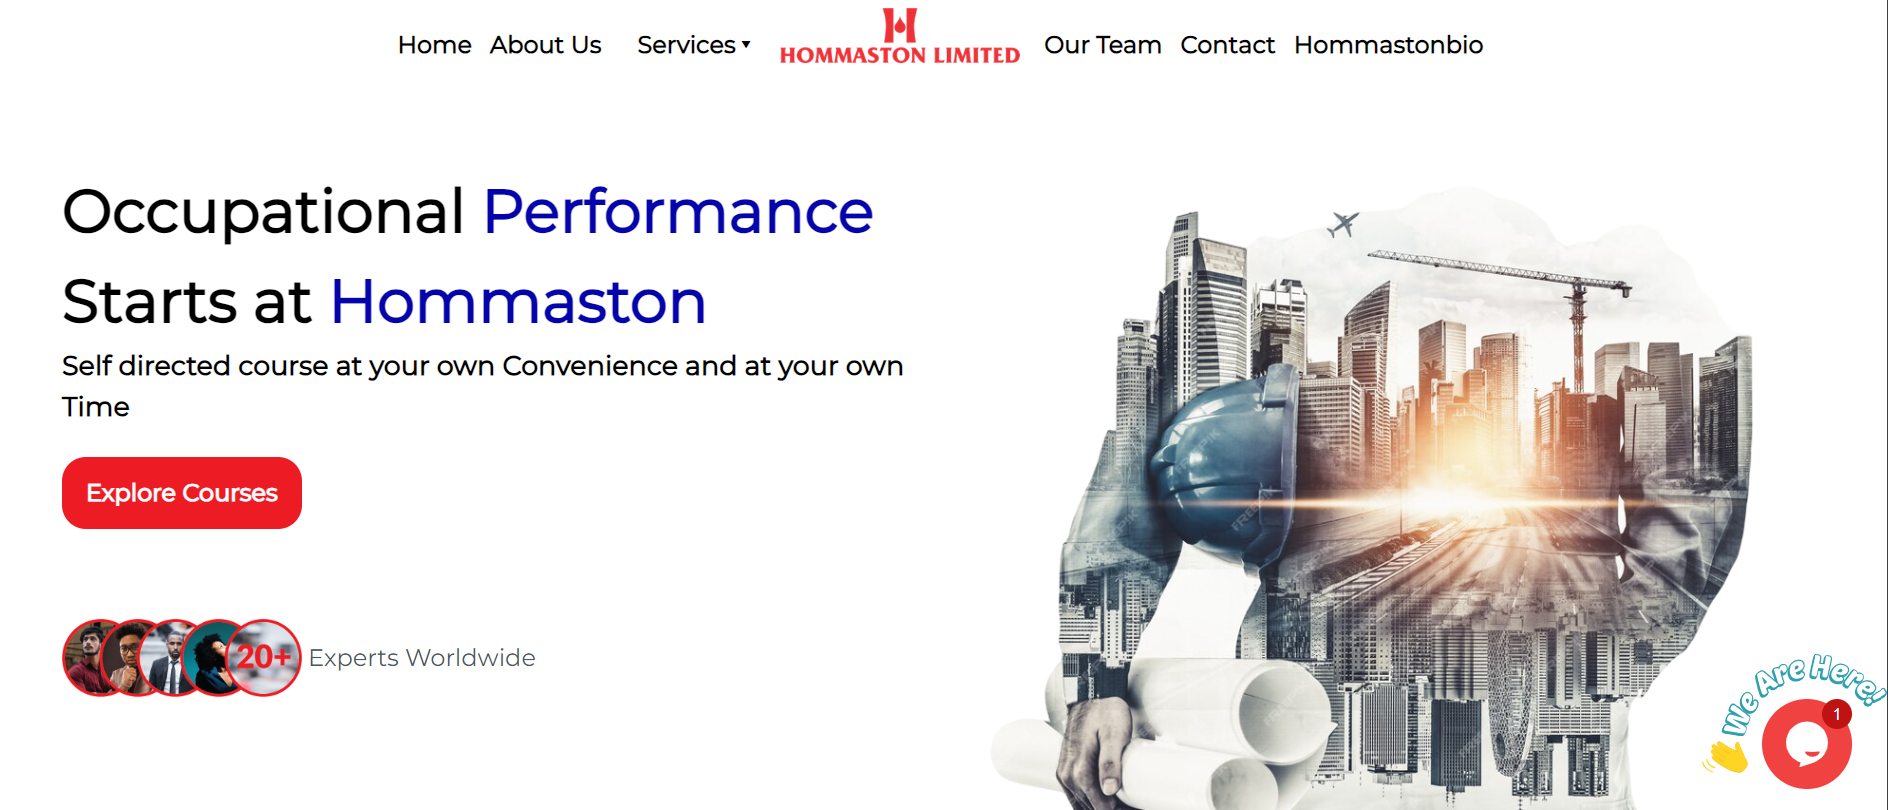 Home About Us Services HOMMASTON LIMITED Our Team Contact Hommastonbio
Occupational Performance
Starts at Hommaston
Self directed course at your own Convenience and at your own
Time
Explore Courses
20+ Experts Worldwide
We Are Here!
1